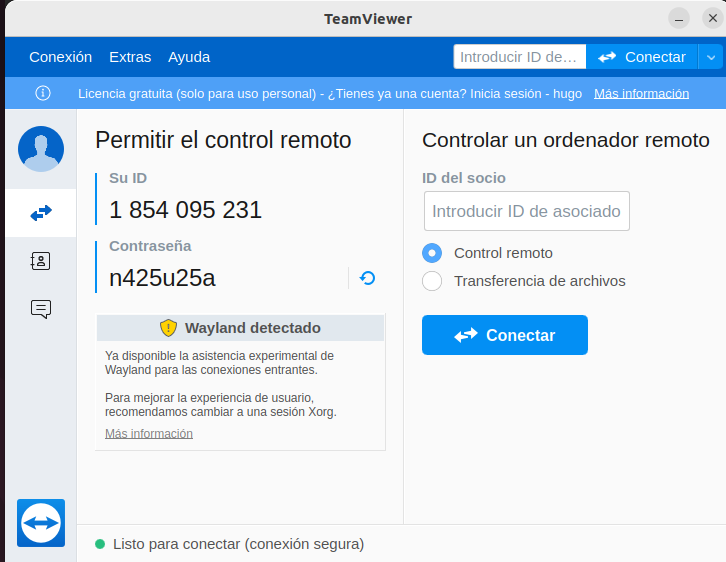 TeamViewer
Conexión Extras Ayuda Introducir ID de... Conectar
Licencia gratuita (solo para uso personal) - ¿Tienes ya una cuenta? Inicia sesión - hugo Más información
Permitir el control remoto
Su ID
1 854 095 231
Contraseña
n425u25a
Wayland detectado
Ya disponible la asistencia experimental de
Wayland para las conexiones entrantes.
Para mejorar la experiencia de usuario,
recomendamos cambiar a una sesión Xorg.
Más información
Controlar un ordenador remoto
ID del socio
Introducir ID de asociado
Control remoto
Transferencia de archivos
Conectar
Listo para conectar (conexión segura)